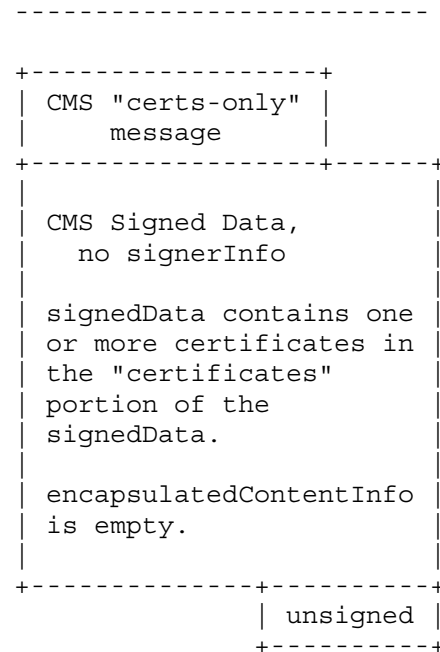 --------------------------
+------------------+
| CMS "certs-only" |
|     message      |
+------------------+------+
|                         |
| CMS Signed Data,        |
|   no signerInfo         |
|                         |
| signedData contains one |
| or more certificates in |
| the "certificates"      |
| portion of the          |
| signedData.             |
|                         |
| encapsulatedContentInfo |
| is empty.               |
|                         |
+--------------+----------+
               | unsigned |
               +----------+